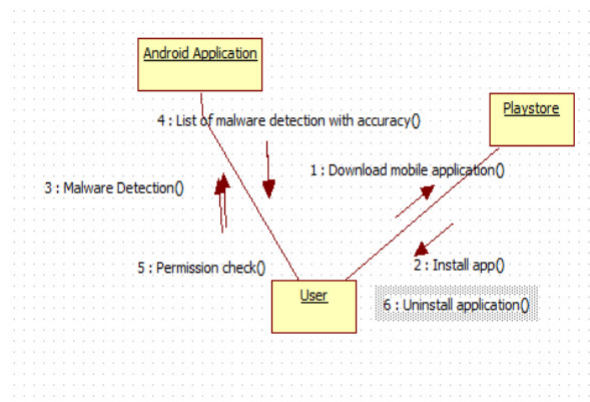 Android Application
Playstore
4 : List of malware detection with accuracy()
1 : Download mobile application()
3 : Malware Detection()
5 : Permission check()
2 : Install app()
User
6 : Uninstall application()